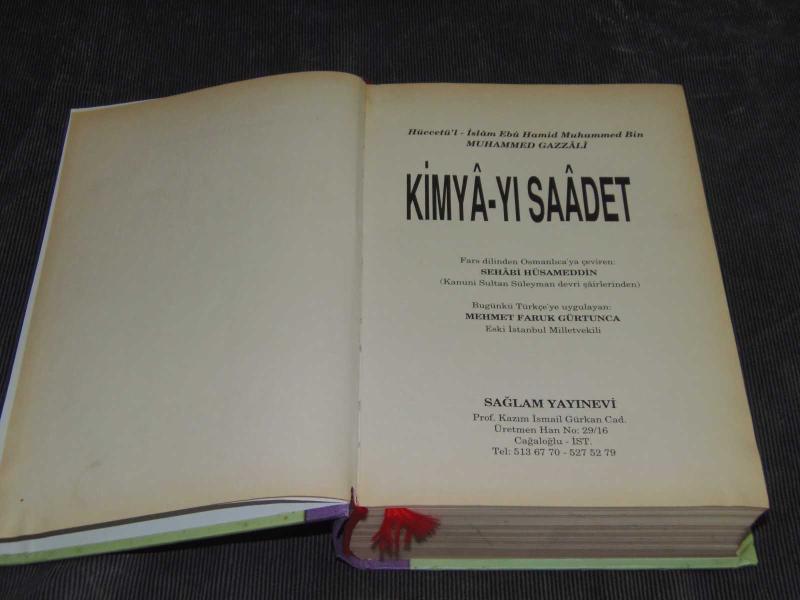 Hüccetü'l - İslâm Ebû Hamid Muhammed Bin
MUHAMMED GAZZÂLİ
KİMYÂ-YI SAÂDET
Fars dilinden Osmanlıca'ya çeviren:
SEHÂBİ HÜSAMEDDİN
(Kanuni Sultan Süleyman devri şâirlerinden)
Bugünkü Türkçe'ye uygulayan:
MEHMET FARUK GÜRTUNCA
Eski İstanbul Milletvekili
SAĞLAM YAYINEVİ
Prof. Kazım İsmail Gürkan Cad.
Üretmen Han No: 29/16
Cağaloğlu - İST.
Tel: 513 67 70 - 527 52 79